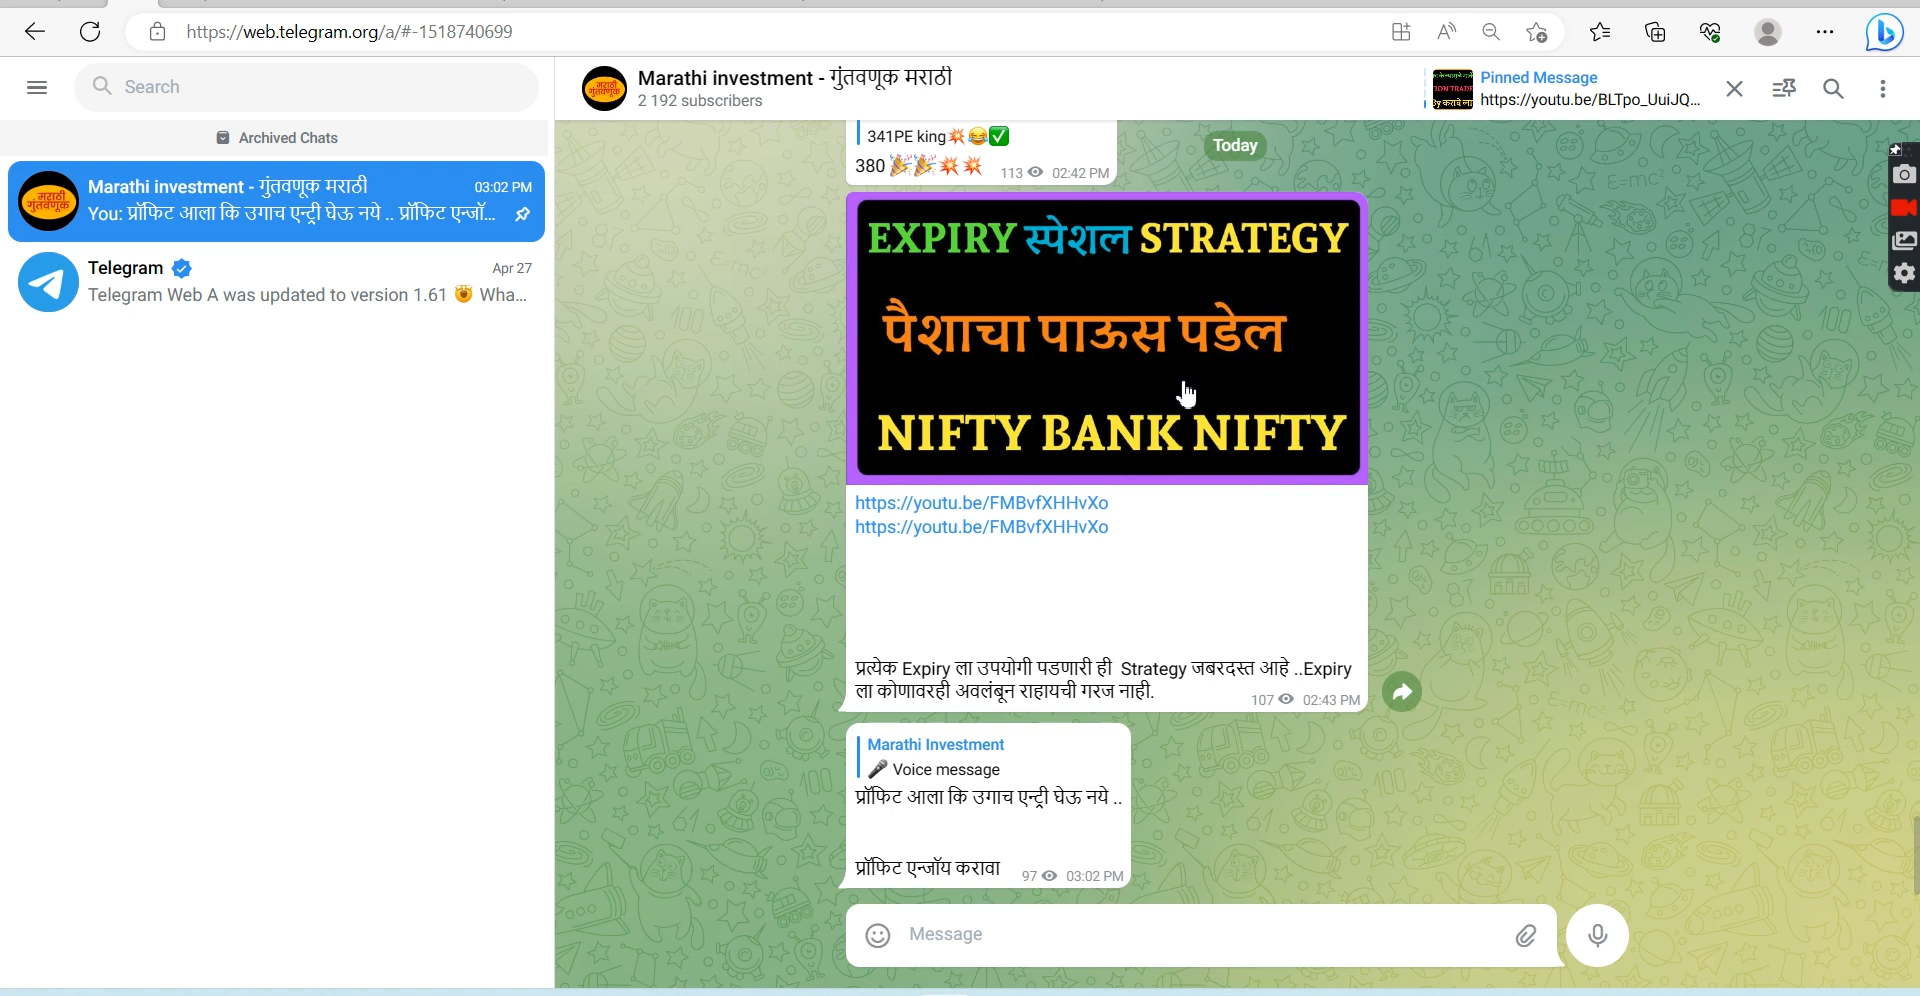 https://web.telegram.org/a/#-1518740699
Search
Archived Chats
Marathi investment - गुंतवणूक मराठी 03:02 PM
You: प्रॉफिट आला कि उगाच एन्ट्री घेऊ नये .. प्रॉफिट एन्जॉ...
Telegram Apr 27
Telegram Web A was updated to version 1.61 Wha...
मराठी
गुंतवणूक
Marathi investment - गुंतवणूक मराठी
2 192 subscribers
Pinned Message
https://youtu.be/BLTpo_UuiJQ...
341PE king💥😂✅
380 🎉🎉💥💥 113 02:42 PM
Today
EXPIRY स्पेशल STRATEGY
पैशाचा पाऊस पडेल
NIFTY BANK NIFTY
https://youtu.be/FMBvfXHHvXo
https://youtu.be/FMBvfXHHvXo
प्रत्येक Expiry ला उपयोगी पडणारी ही Strategy जबरदस्त आहे ..Expiry
ला कोणावरही अवलंबून राहायची गरज नाही. 107 02:43 PM
Marathi Investment
🎤 Voice message
प्रॉफिट आला कि उगाच एन्ट्री घेऊ नये ..
प्रॉफिट एन्जॉय करावा 97 03:02 PM
Message